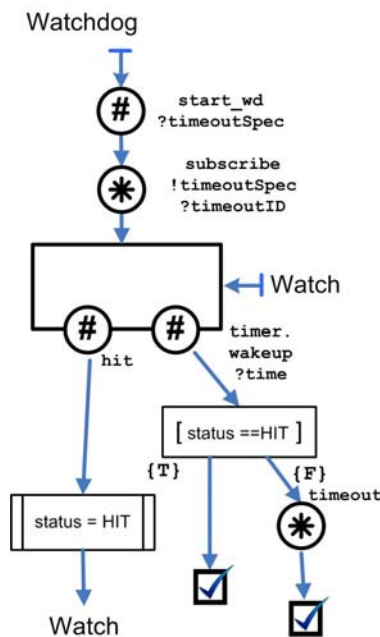 Watchdog
#
start_wd
?timeoutSpec
subscribe
!timeoutSpec
?timeoutID
Watch
#
#
hit
timer.
wakeup
?time
[ status ==HIT ]
{T}
{F}
timeout
status = HIT
Watch